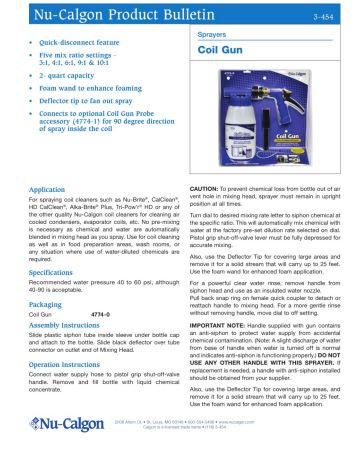 Nu-Calgon Product Bulletin
3-454
• Quick-disconnect feature
• Five mix ratio settings -
3:1, 4:1, 6:1, 9:1 & 10:1
• 2- quart capacity
• Foam wand to enhance foaming
• Deflector tip to fan out spray
• Connects to optional Coil Gun Probe
accessory (4774-1) for 90 degree direction
of spray inside the coil
Sprayers
Coil Gun
Nu-Calgon
Coil Gun
Application
For spraying coil cleaners such as Nu-Brite®, CalClean®,
HD CalClean®, Alka-Brite® Plus, Tri-Pow'r® HD or any of
the other quality Nu-Calgon coil cleaners for cleaning air
cooled condensers, evaporator coils, etc. No pre-mixing
is necessary as chemical and water are automatically
blended in mixing head as you spray. Use for coil cleaning
as well as in food preparation areas, wash rooms, or
any situation where use of water-diluted chemicals are
required.
Specifications
Recommended water pressure 40 to 60 psi, although
40-90 is acceptable.
Packaging
Coil Gun 4774-0
Assembly Instructions
Slide plastic siphon tube inside sleeve under bottle cap
and attach to the bottle. Slide black deflector over tube
connector on outlet end of Mixing Head.
Operation Instructions
Connect water supply hose to pistol grip shut-off-valve
handle. Remove and fill bottle with liquid chemical
concentrate.
CAUTION: To prevent chemical loss from bottle out of air
vent hole in mixing head, sprayer must remain in upright
position at all times.
Turn dial to desired mixing rate letter to siphon chemical at
the specific ratio. This will automatically mix chemical with
water at the factory pre-set dilution rate selected on dial.
Pistol grip shut-off-valve lever must be fully depressed for
accurate mixing.
Also, use the Deflector Tip for covering large areas and
remove it for a solid stream that will carry up to 25 feet.
Use the foam wand for enhanced foam application.
For a powerful clear water rinse, remove handle from
siphon head and use as an insulated water nozzle.
Pull back snap ring on female quick coupler to detach or
reattach handle to mixing head. For a more gentle rinse
without removing handle, move dial to off setting.
IMPORTANT NOTE: Handle supplied with gun contains
an anti-siphon to protect water supply from accidental
chemical contamination. (Note: A slight discharge of water
from base of handle when water is turned off is normal
and indicates anti-siphon is functioning properly.) DO NOT
USE ANY OTHER HANDLE WITH THIS SPRAYER. If
replacement is needed, a handle with anti-siphon installed
should be obtained from your supplier.
Also, use the Deflector Tip for covering large areas, and
remove it for a solid stream that will carry up to 25 feet.
Use the foam wand for enhanced foam application.
Nu-Calgon
2008 Altom Ct. • St. Louis, MO 63146 • 800-554-5499 • www.nucalgon.com
Calgon is a licensed trade name